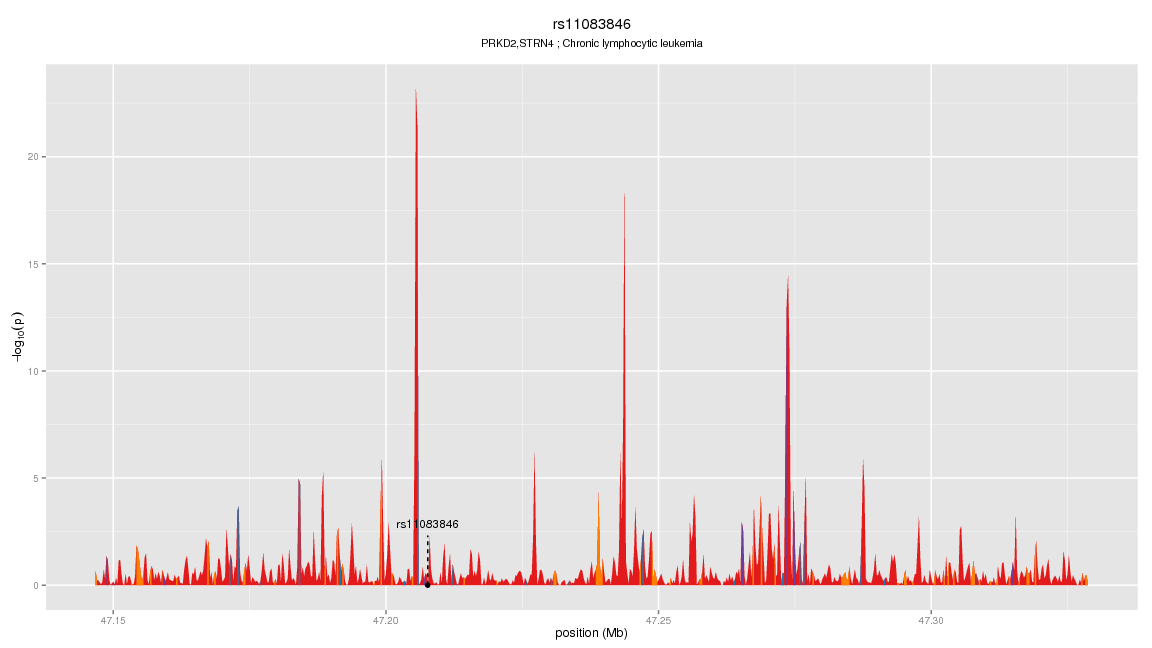 rs11083846
PRKD2,STRN4 ; Chronic lymphocytic leukemia
20
15
10
5
0
−log10(p)
rs11083846
47.15
47.20
47.25
47.30
position (Mb)